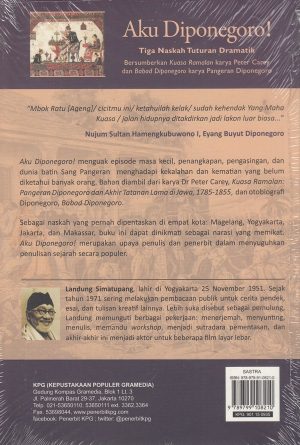 Aku Diponegoro!
Tiga Naskah Tuturan Dramatik
Bersumberkan Kuasa Ramalan karya Peter Carey
dan Babad Diponegoro karya Pangeran Diponegoro
"Mbok Ratu (Ageng)/ cicitmu ini/ ketahuilah kelak/ sudah kehendak Yang Maha
Kuasa / jalan hidupnya ditakdirkan jadi lakon luar biasa..."
Nujum Sultan Hamengkubuwono I, Eyang Buyut Diponegoro
Aku Diponegoro! menguak episode masa kecil, penangkapan, pengasingan, dan
dunia batin Sang Pangeran menghadapi kekalahan dan kematian yang belum
diketahui banyak orang. Bahan diambil dari karya Dr Peter Carey, Kuasa Ramalan:
Pangeran Diponegoro dan Akhir Tatanan Lama di Jawa, 1785-1855, dan otobiografi
Diponegoro, Babad Diponegoro.
Sebagai naskah yang pernah dipentaskan di empat kota: Magelang, Yogyakarta,
Jakarta, dan Makassar, buku ini dapat dinikmati sebagai narasi yang memikat.
Aku Diponegoro! merupakan upaya penulis dan penerbit dalam menyuguhkan
penulisan sejarah secara populer.
Landung Simatupang, lahir di Yogyakarta 25 November 1951. Sejak
tahun 1971 sering melakukan pembacaan publik untuk cerita pendek,
esai, dan tulisan kreatif lainnya. Lebih suka disebut sebagai pemulung,
Landung memunguti berbagai pekerjaan: menerjemah, menyunting,
menulis, memandu workshop, menjadi sutradara pementasan, dan
akhir-akhir ini menjadi aktor untuk beberapa film layar lebar.
SASTRA
KPG (KEPUSTAKAAN POPULER GRAMEDIA)
Gedung Kompas Gramedia, Blok 1 Lt. 3
Jl. Palmerah Barat 29-37, Jakarta 10270
Telp. 021-53650110, 53650111 ext. 3362,3364
Fax. 53698044, www.penerbitkpg.com
Facebook: Penerbit KPG ; twitter: @penerbitkpg
9789799108210